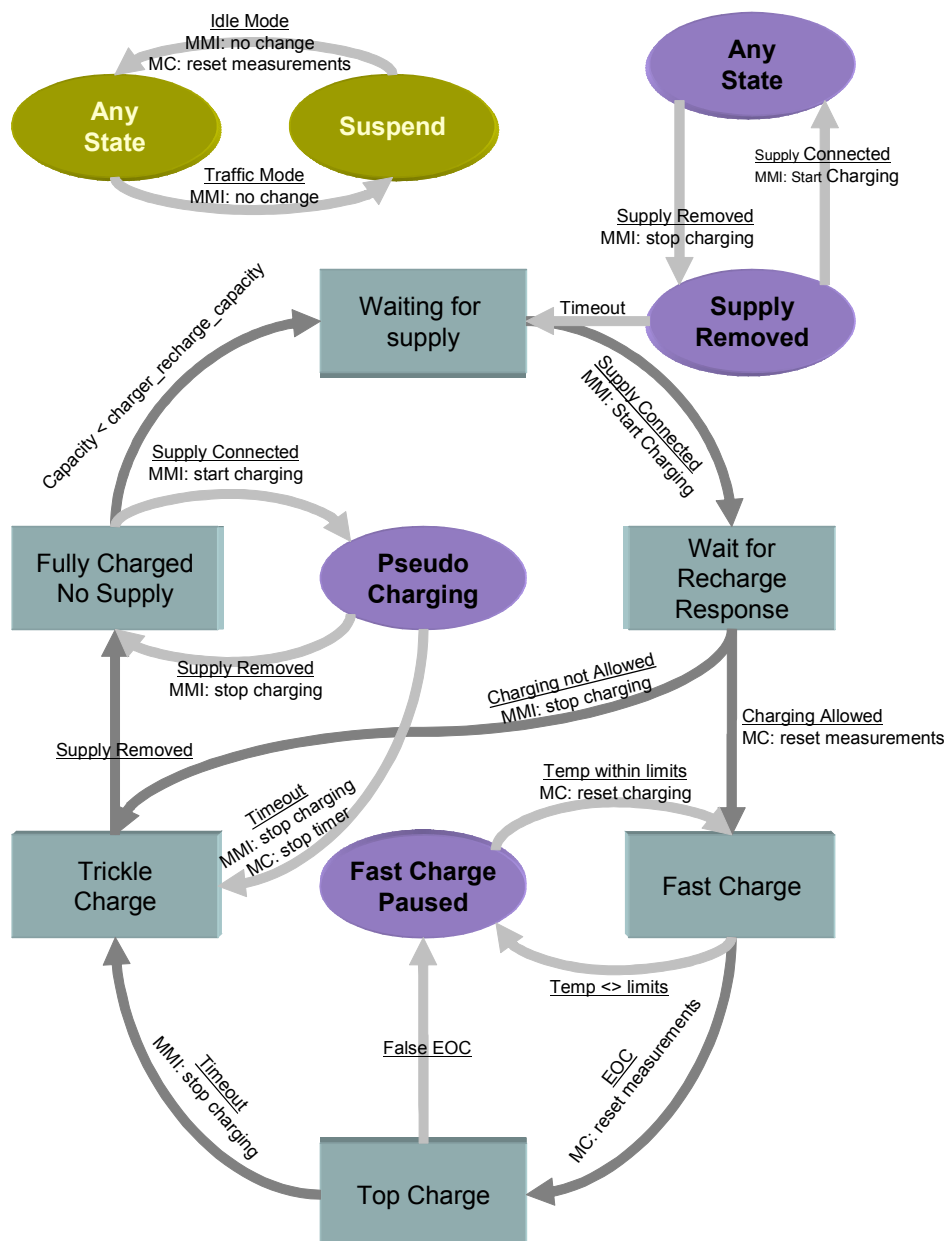 Idle Mode
MMI: no change
MC: reset measurements
Any
State
Suspend
Traffic Mode
MMI: no change
Any
State
Supply Connected
MMI: Start Charging
Supply Removed
MMI: stop charging
Supply
Removed
Timeout
Waiting for
supply
Capacity < charger_recharge_capacity
Supply Connected
MMI: Start Charging
Supply Connected
MMI: start charging
Fully Charged
No Supply
Pseudo
Charging
Wait for
Recharge
Response
Supply Removed
MMI: stop charging
Charging not Allowed
MMI: stop charging
Charging Allowed
MC: reset measurements
Supply Removed
Temp within limits
MC: reset charging
Timeout
MMI: stop charging
MC: stop timer
Trickle
Charge
Fast Charge
Paused
Fast Charge
Temp <> limits
False EOC
Timeout
MMI: stop charging
EOC
MC: reset measurements
Top Charge